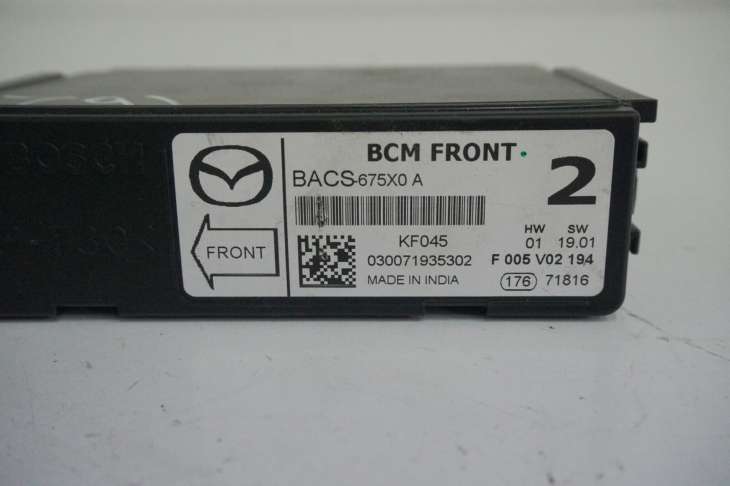 BOSCH
BCM FRONT
BACS-675X0 A
2
FRONT
KF045
030071935302
MADE IN INDIA
HW SW
01 19.01
F 005 V02 194
176 71816